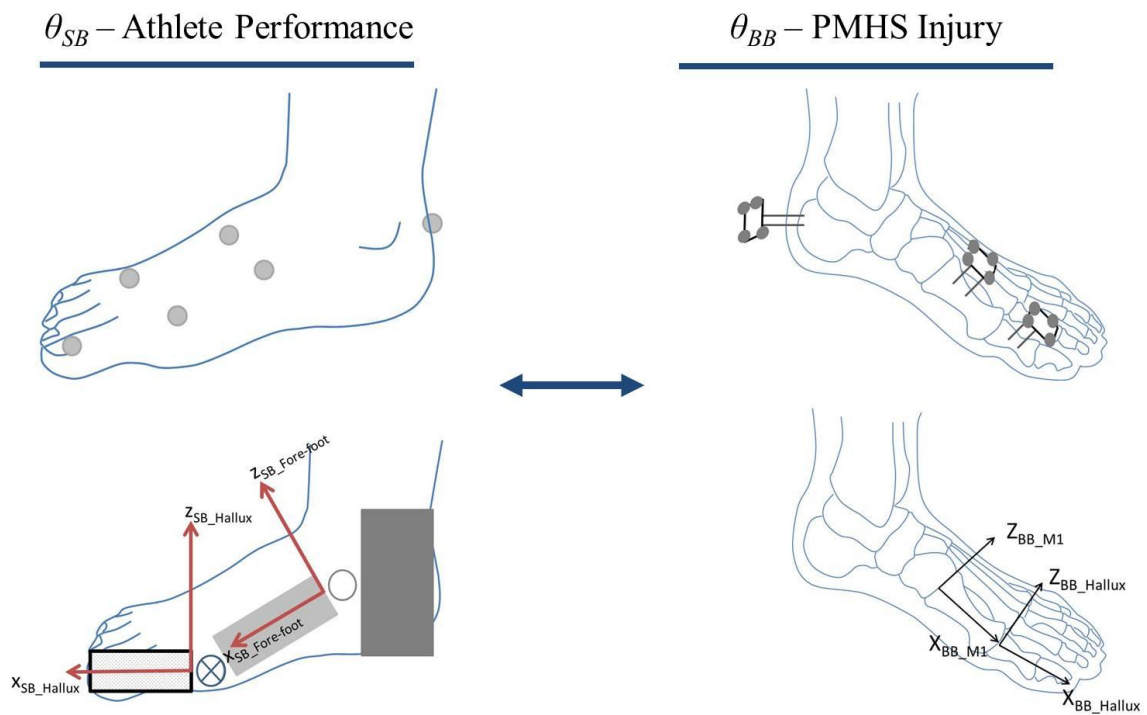 θSB – Athlete Performance
θBB – PMHS Injury
zSB_Fore-foot
zSB_Hallux
xSB_Fore-foot
xSB_Hallux
ZBB_M1
ZBB_Hallux
XBB_M1
XBB_Hallux